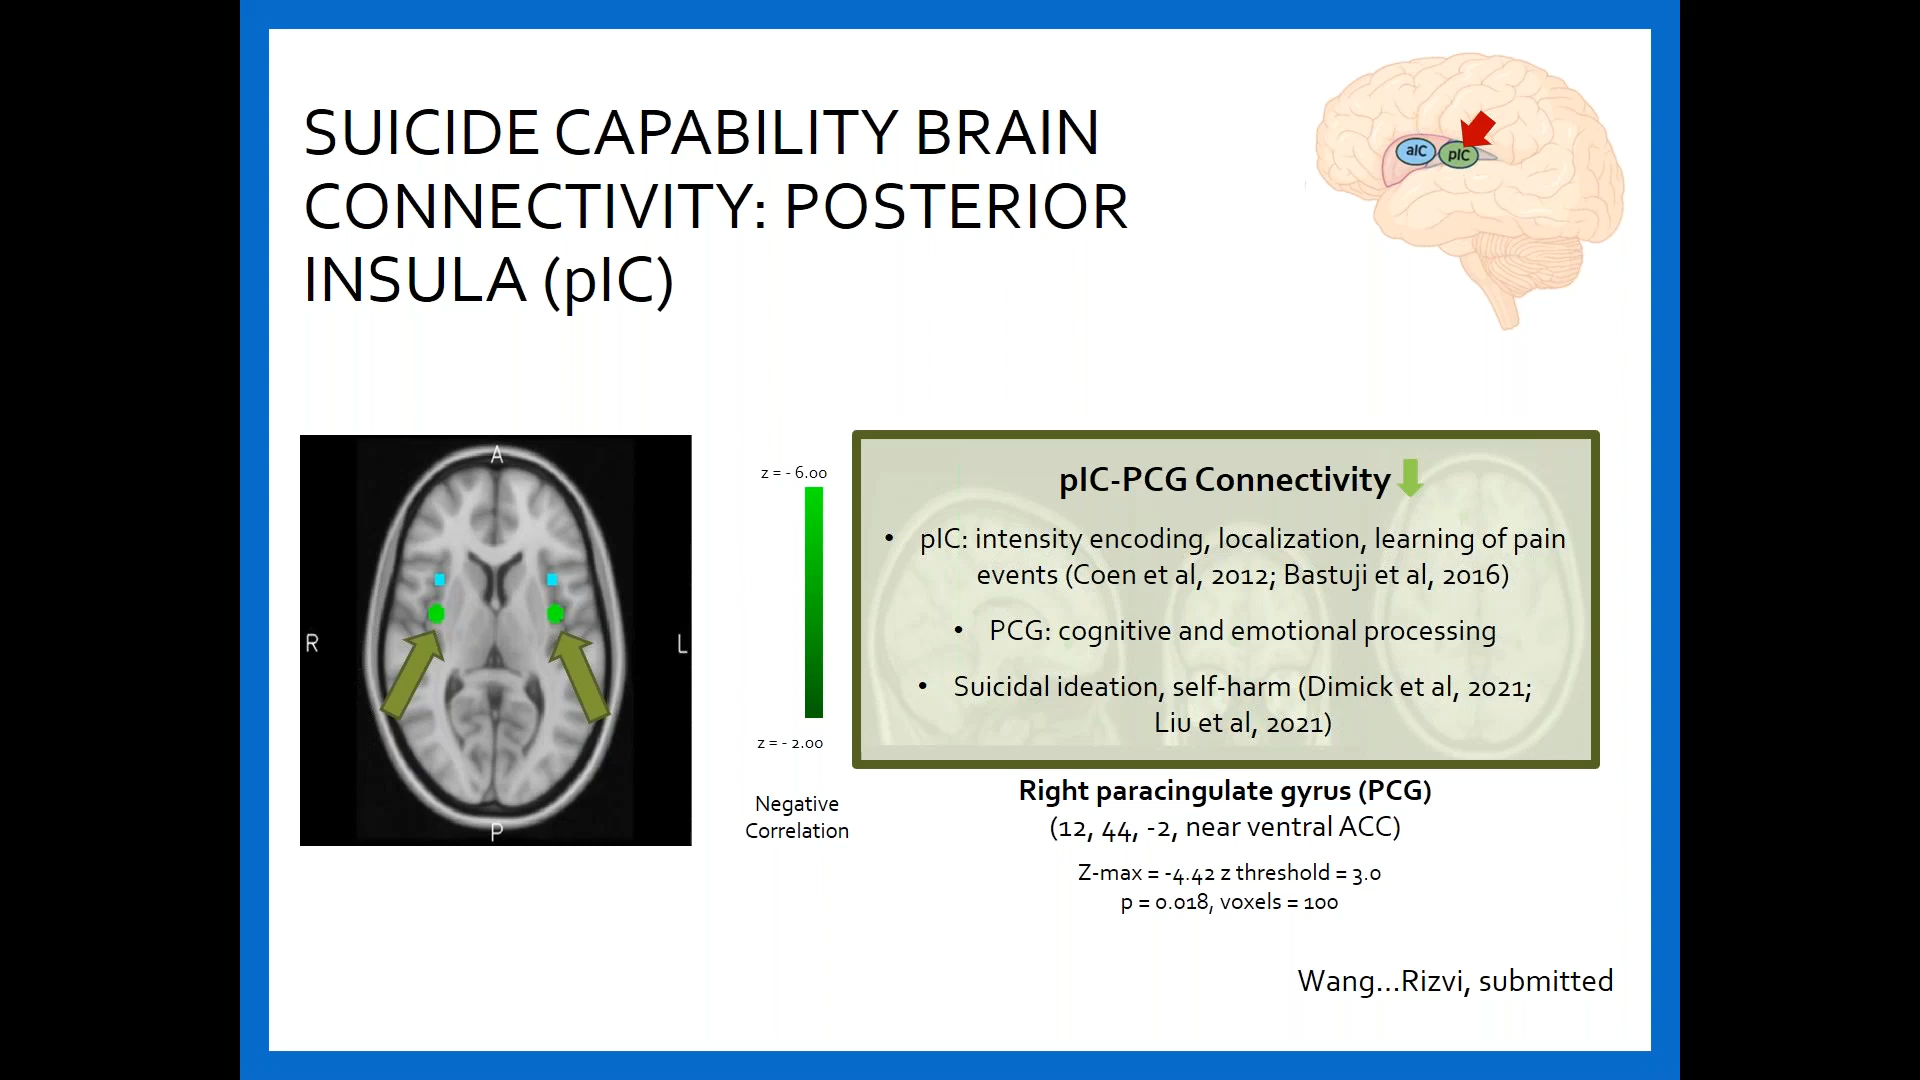 SUICIDE CAPABILITY BRAIN
CONNECTIVITY: POSTERIOR
INSULA (pIC)
aIC
pIC
A
R
L
P
z = - 6.00
z = - 2.00
Negative
Correlation
pIC-PCG Connectivity
• pIC: intensity encoding, localization, learning of pain
events (Coen et al, 2012; Bastuji et al, 2016)
• PCG: cognitive and emotional processing
• Suicidal ideation, self-harm (Dimick et al, 2021;
Liu et al, 2021)
Right paracingulate gyrus (PCG)
(12, 44, -2, near ventral ACC)
Z-max = -4.42 z threshold = 3.0
p = 0.018, voxels = 100
Wang...Rizvi, submitted